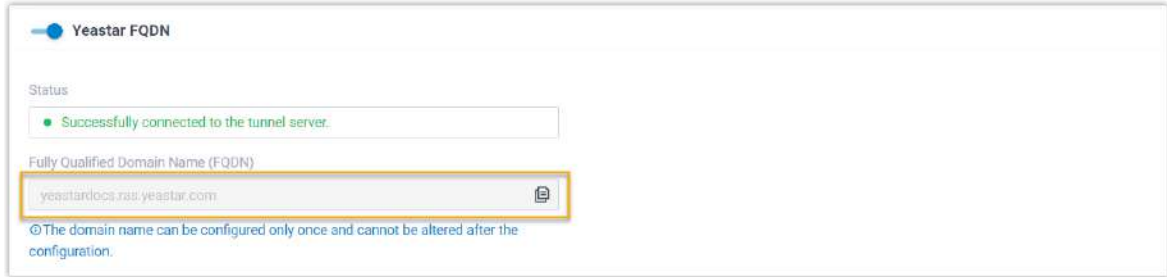 Yeastar FQDN
Status
Successfully connected to the tunnel server.
Fully Qualified Domain Name (FQDN)
yeastardocs.ras.yeastar.com
The domain name can be configured only once and cannot be altered after the
configuration.